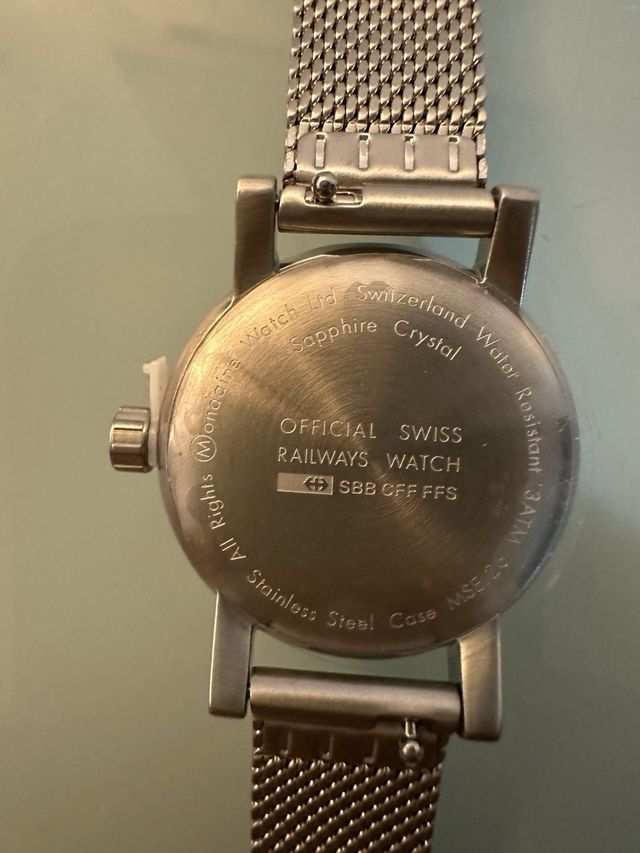 Ⓜondaine Watch Ltd Switzerland Water Resistant 3ATM
Stainless Steel Case
All Rights
Sapphire Crystal
OFFICIAL SWISS
RAILWAYS WATCH
SBB CFF FFS